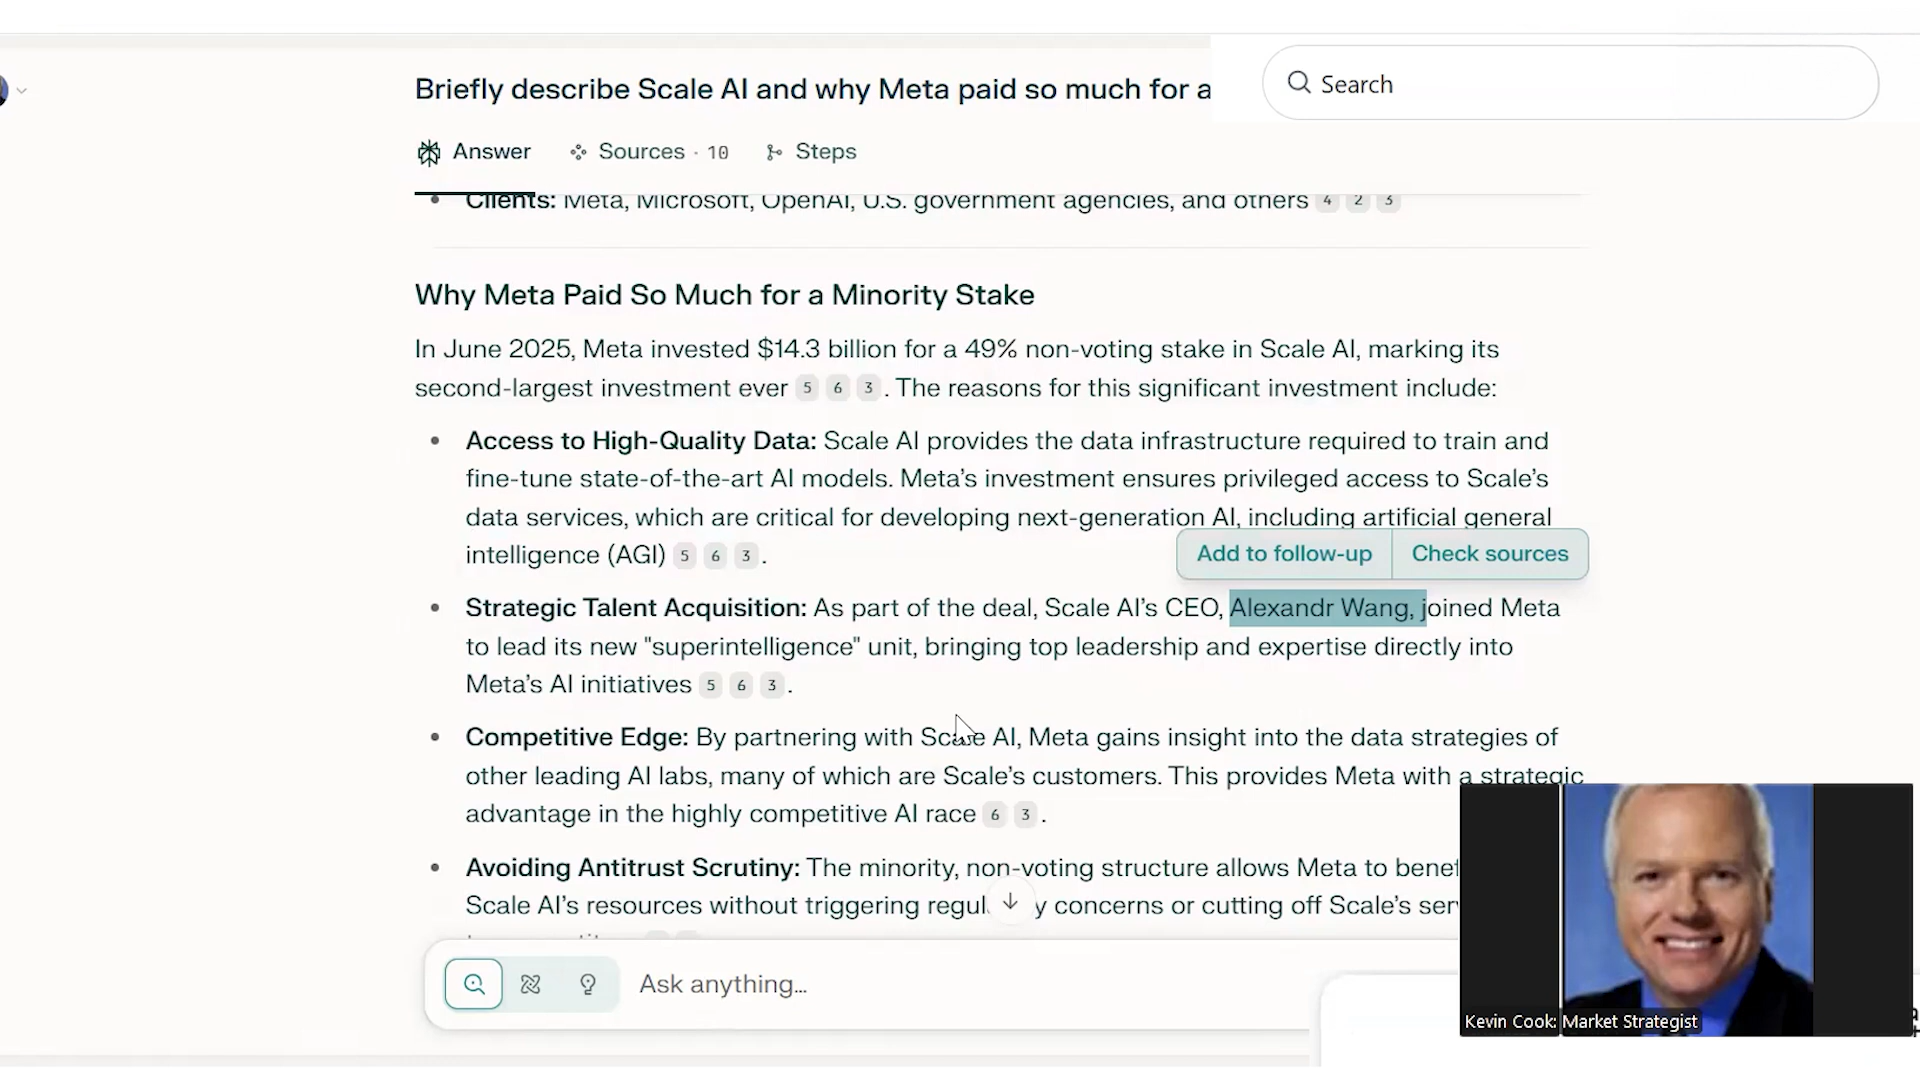 Briefly describe Scale AI and why Meta paid so much for a
Search
Answer
Sources · 10
Steps
Clients: Meta, Microsoft, OpenAI, U.S. government agencies, and others 4 2 3
Why Meta Paid So Much for a Minority Stake
In June 2025, Meta invested $14.3 billion for a 49% non-voting stake in Scale AI, marking its
second-largest investment ever 5 6 3 . The reasons for this significant investment include:
• Access to High-Quality Data: Scale AI provides the data infrastructure required to train and
fine-tune state-of-the-art AI models. Meta’s investment ensures privileged access to Scale’s
data services, which are critical for developing next-generation AI, including artificial general
intelligence (AGI) 5 6 3 .
Add to follow-up
Check sources
• Strategic Talent Acquisition: As part of the deal, Scale AI’s CEO, Alexandr Wang, joined Meta
to lead its new "superintelligence" unit, bringing top leadership and expertise directly into
Meta’s AI initiatives 5 6 3 .
• Competitive Edge: By partnering with Scale AI, Meta gains insight into the data strategies of
other leading AI labs, many of which are Scale’s customers. This provides Meta with a strategic
advantage in the highly competitive AI race 6 3 .
• Avoiding Antitrust Scrutiny: The minority, non-voting structure allows Meta to benef
Scale AI’s resources without triggering regul y concerns or cutting off Scale’s ser
Ask anything…
Kevin Cook: Market Strategist